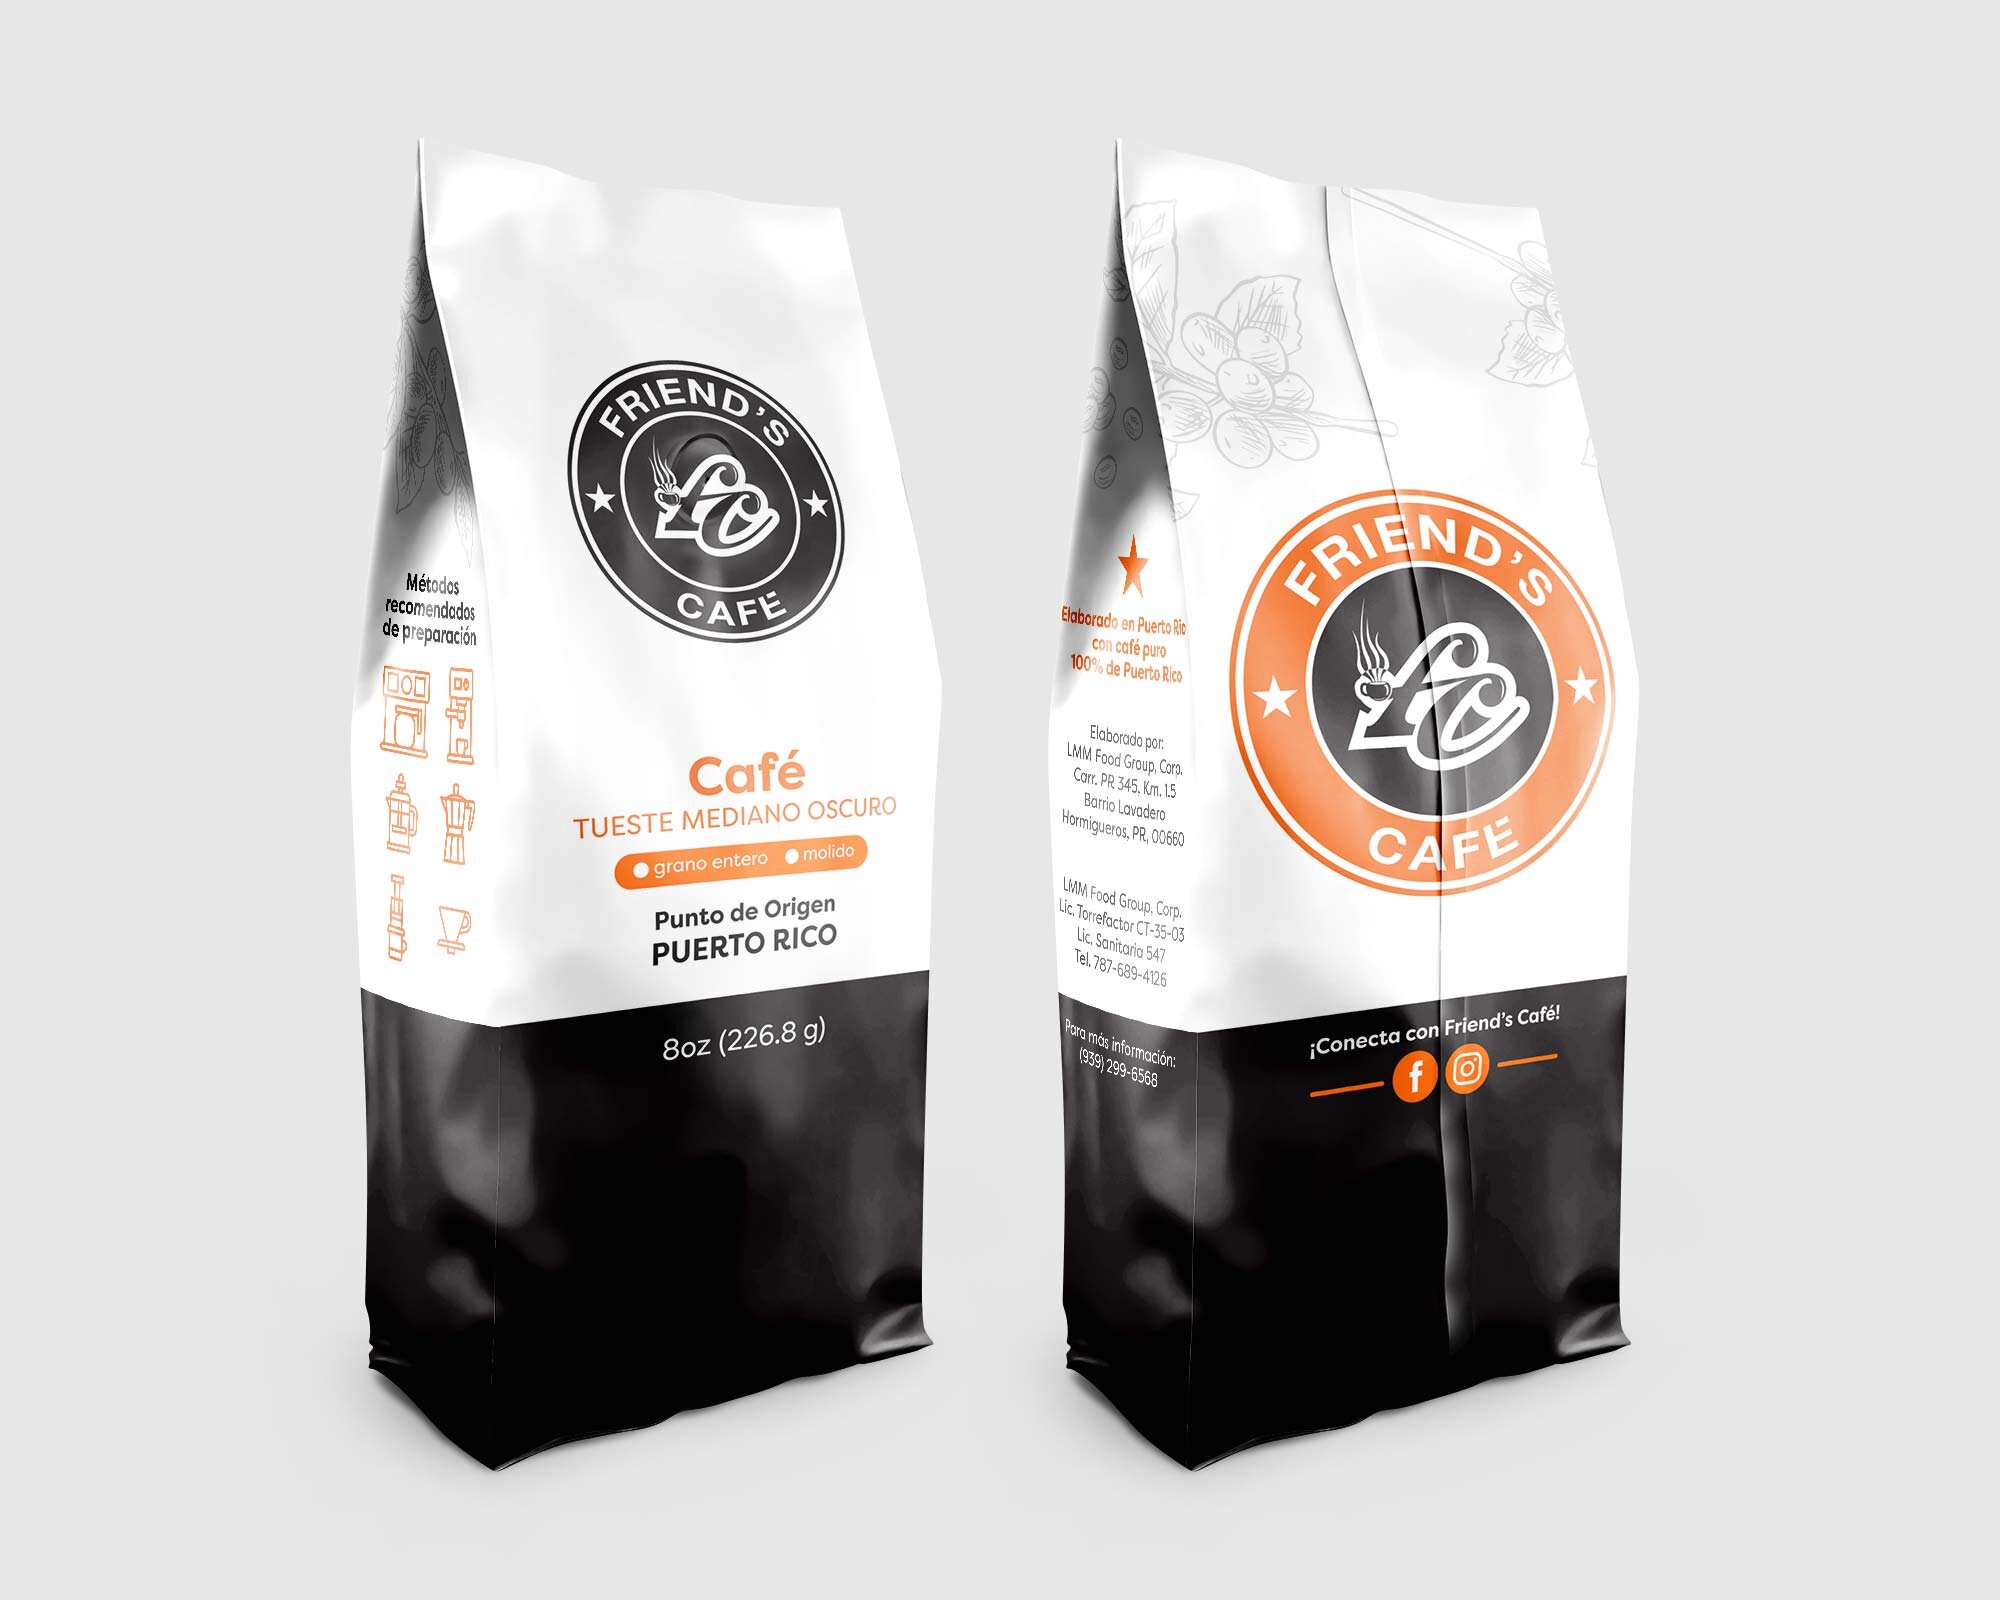 FRIEND'S
CAFE
Métodos
recomendados
de preparación
Café
TUESTE MEDIANO OSCURO
grano entero molido
Punto de Origen
PUERTO RICO
8oz (226.8 g)
FRIEND'S
CAFE
Elaborado en Puerto Rico
con café puro
100% de Puerto Rico
Elaborado por:
LMM Food Group, Corp.
Carr. PR 345, Km. 1.5
Barrio Lavadero
Hormigueros, PR, 00660
LMM Food Group, Corp.
Lic. Torrefactor CT-35-03
Lic. Sanitaria 547
Tel. 787-689-4126
Para más información:
(939) 299-6568
¡Conecta con Friend's Café!